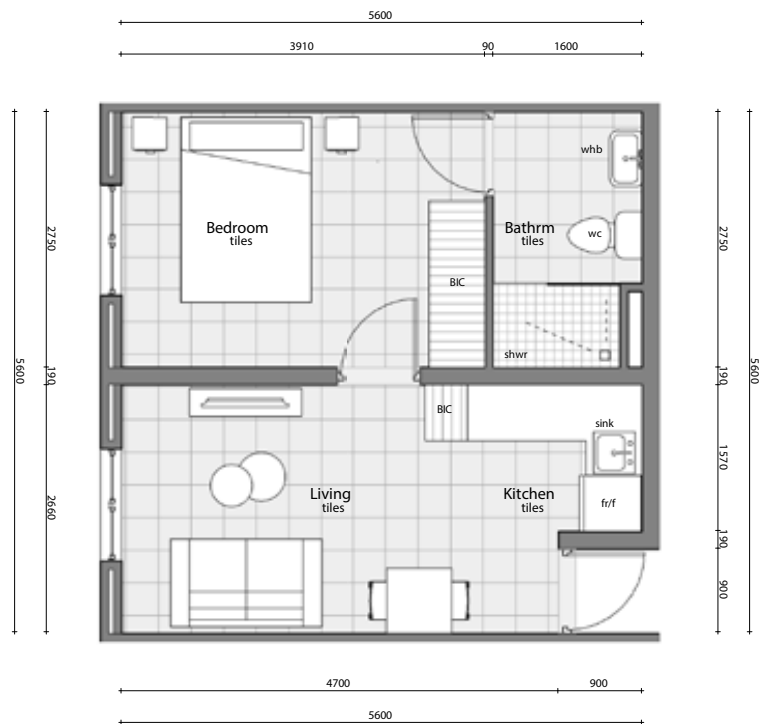 5600
3910 90 1600
whb
Bedroom
tiles
Bathrm
tiles
wc
2750
2750
BIC
shwr
5600
190
190
5600
BIC
sink
1570
Living
tiles
Kitchen
tiles
fr/f
2660
190
900
4700 900
5600